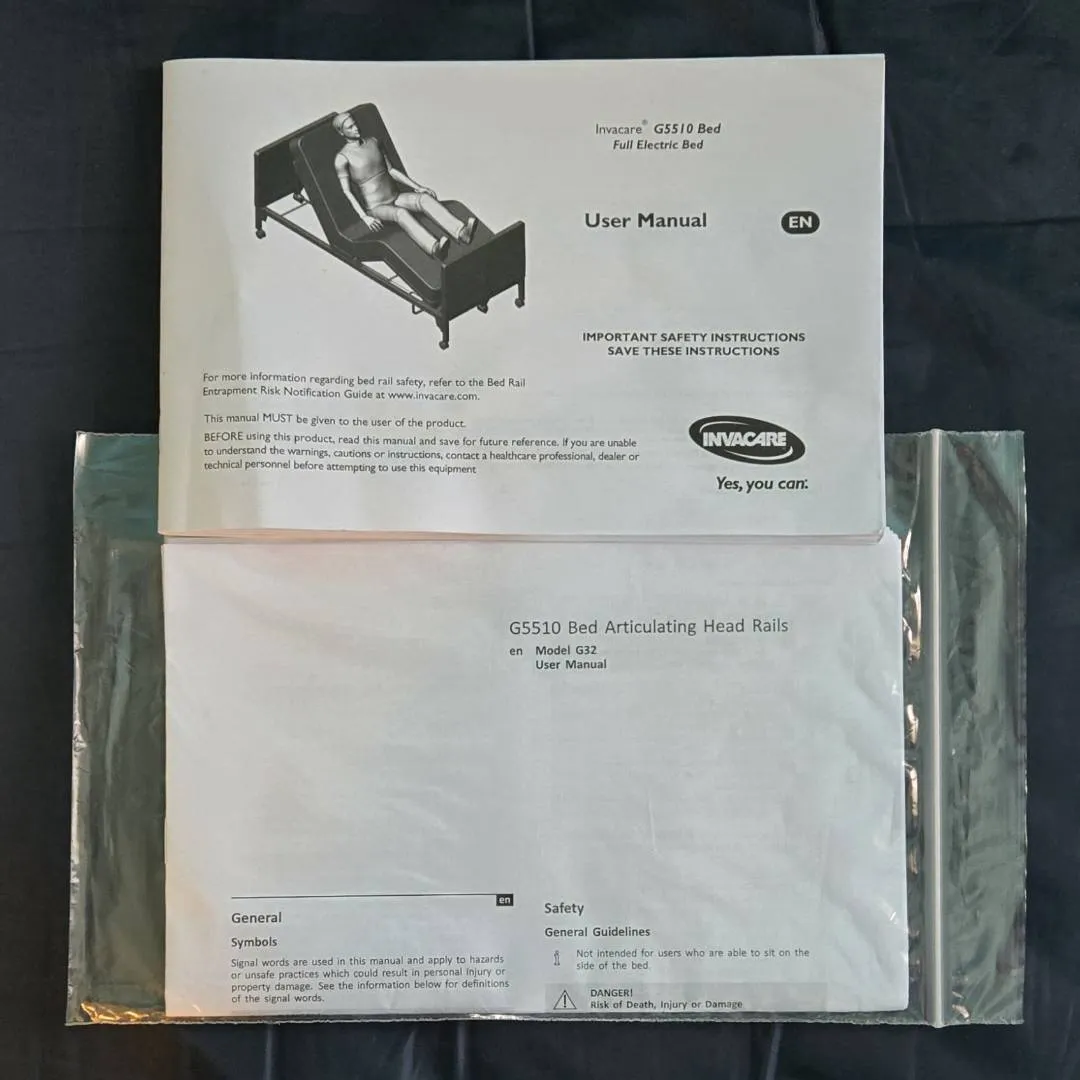 Invacare® G5510 Bed
Full Electric Bed
User Manual
EN
IMPORTANT SAFETY INSTRUCTIONS
SAVE THESE INSTRUCTIONS
For more information regarding bed rail safety, refer to the Bed Rail
Entrapment Risk Notification Guide at www.invacare.com.
This manual MUST be given to the user of the product.
BEFORE using this product, read this manual and save for future reference. If you are unable
to understand the warnings, cautions or instructions, contact a healthcare professional, dealer or
technical personnel before attempting to use this equipment
INVACARE
Yes, you can.
G5510 Bed Articulating Head Rails
en Model G32
User Manual
en
General
Symbols
Signal words are used in this manual and apply to hazards
or unsafe practices which could result in personal injury or
property damage. See the information below for definitions
of the signal words.
Safety
General Guidelines
Not intended for users who are able to sit on the
side of the bed.
DANGER!
Risk of Death, Injury or Damage